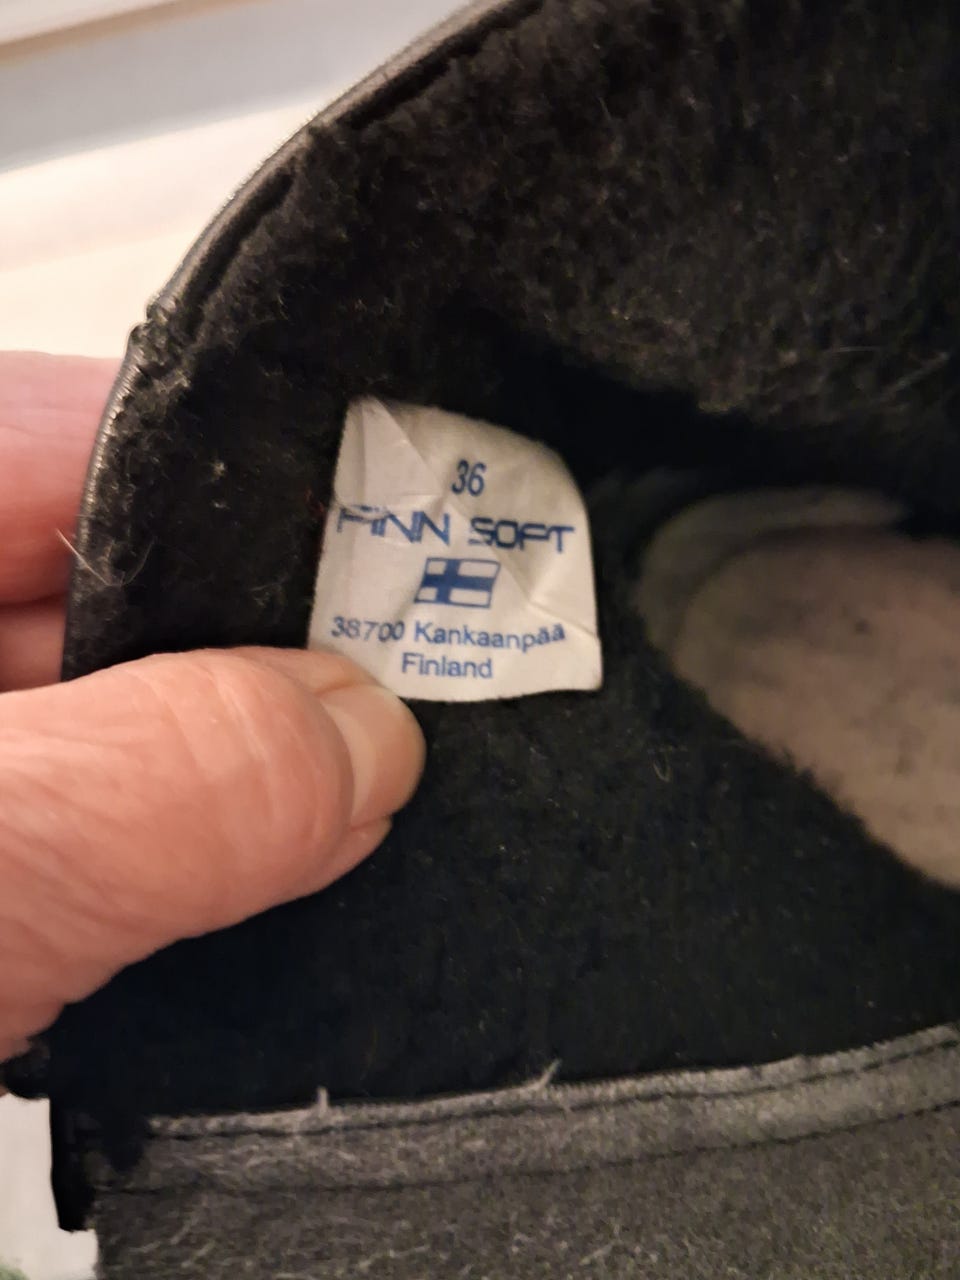 36
FINN SOFT
38700 Kankaanpää
Finland